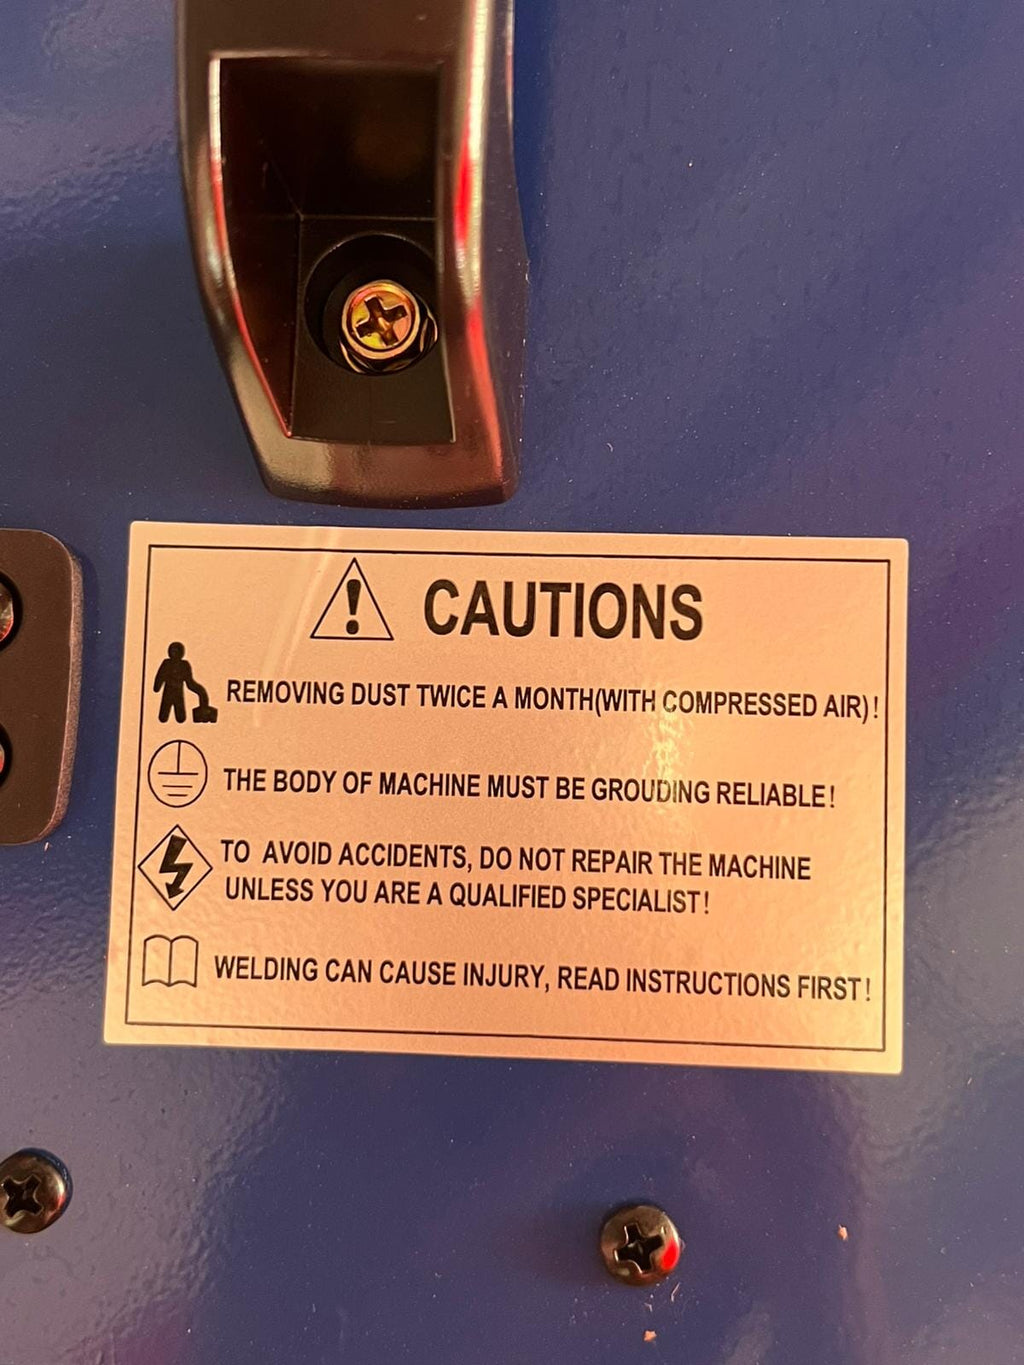 CAUTIONS
REMOVING DUST TWICE A MONTH(WITH COMPRESSED AIR)!
THE BODY OF MACHINE MUST BE GROUDING RELIABLE!
TO AVOID ACCIDENTS, DO NOT REPAIR THE MACHINE
UNLESS YOU ARE A QUALIFIED SPECIALIST!
WELDING CAN CAUSE INJURY, READ INSTRUCTIONS FIRST!